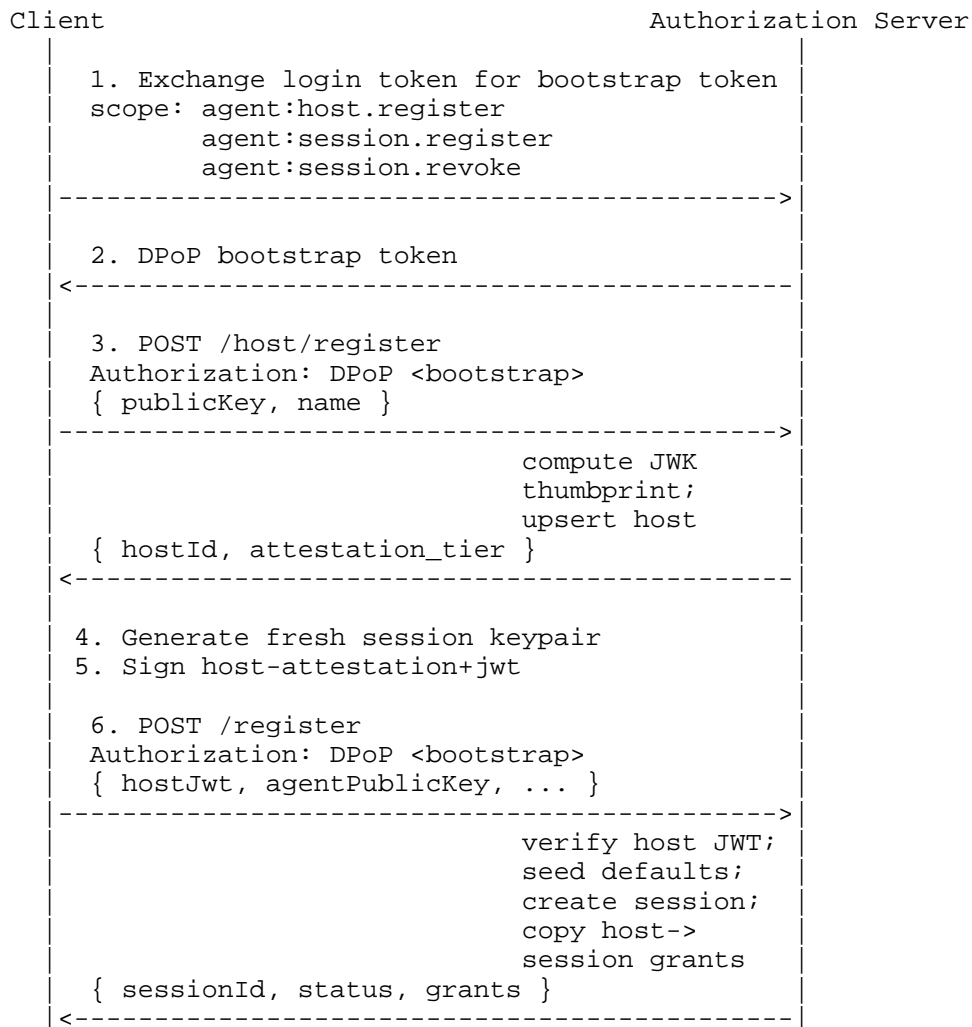 Client Authorization Server
1. Exchange login token for bootstrap token
scope: agent:host.register
agent:session.register
agent:session.revoke
2. DPoP bootstrap token
3. POST /host/register
Authorization: DPoP <bootstrap>
{ publicKey, name }
compute JWK
thumbprint;
upsert host
{ hostId, attestation_tier }
4. Generate fresh session keypair
5. Sign host-attestation+jwt
6. POST /register
Authorization: DPoP <bootstrap>
{ hostJwt, agentPublicKey, ... }
verify host JWT;
seed defaults;
create session;
copy host->
session grants
{ sessionId, status, grants }